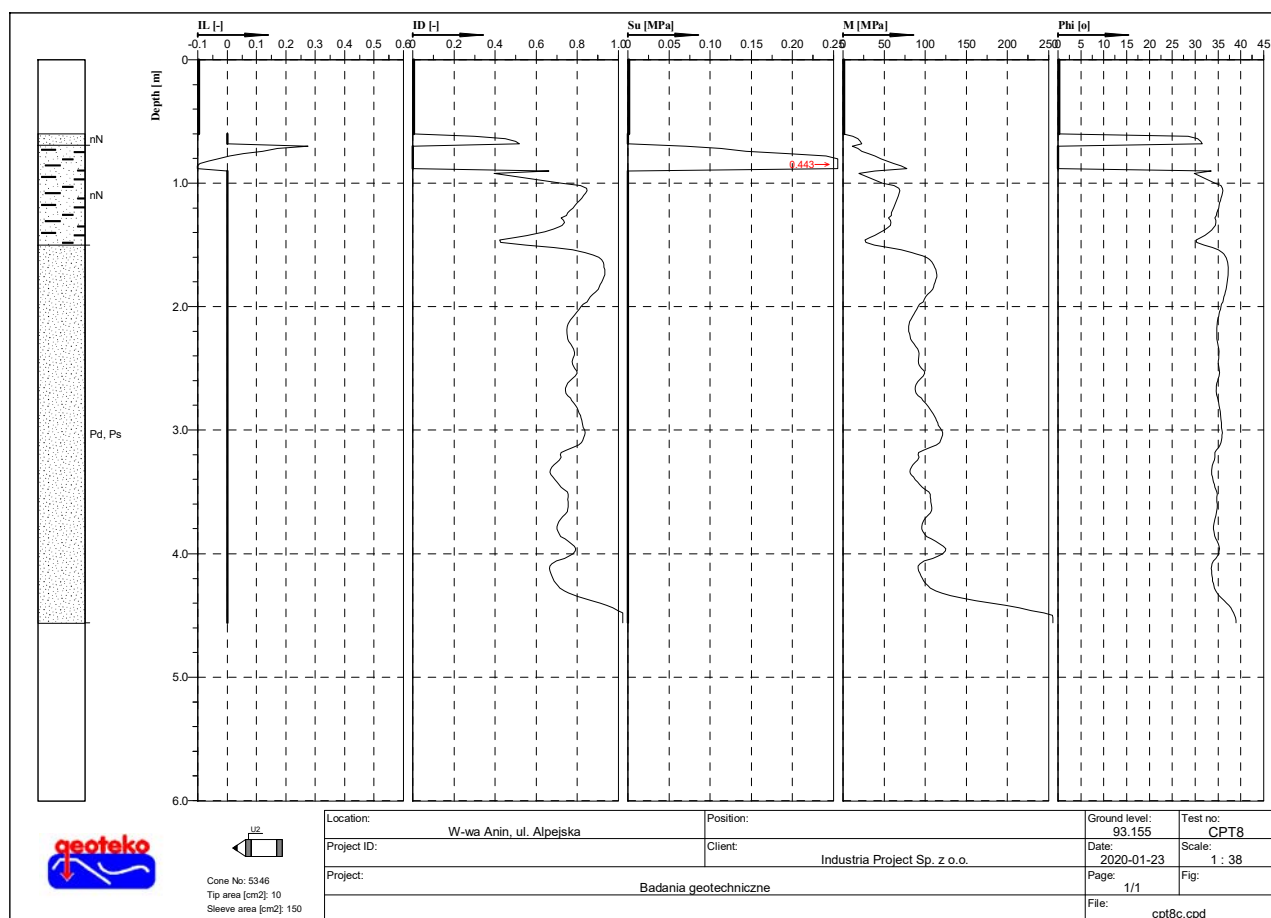 IL [-]
-0.1 0 0.1 0.2 0.3 0.4 0.5 0.6
ID [-]
0 0.2 0.4 0.6 0.8 1.0
Su [MPa]
0 0.05 0.10 0.15 0.20 0.25
M [MPa]
0 50 100 150 200 250
Phi [o]
0 5 10 15 20 25 30 35 40 45
Depth [m]
0
nN
0.443
1.0
nN
2.0
3.0
Pd, Ps
4.0
5.0
6.0
geoteko
U2
Cone No: 5346
Tip area [cm2]: 10
Sleeve area [cm2]: 150
Location:
W-wa Anin, ul. Alpejska
Position:
Ground level:
93.155
Test no:
CPT8
Project ID:
Client:
Industria Project Sp. z o.o.
Date:
2020-01-23
Scale:
1 : 38
Project:
Badania geotechniczne
Page:
1/1
Fig:
File:
cpt8c.cpd